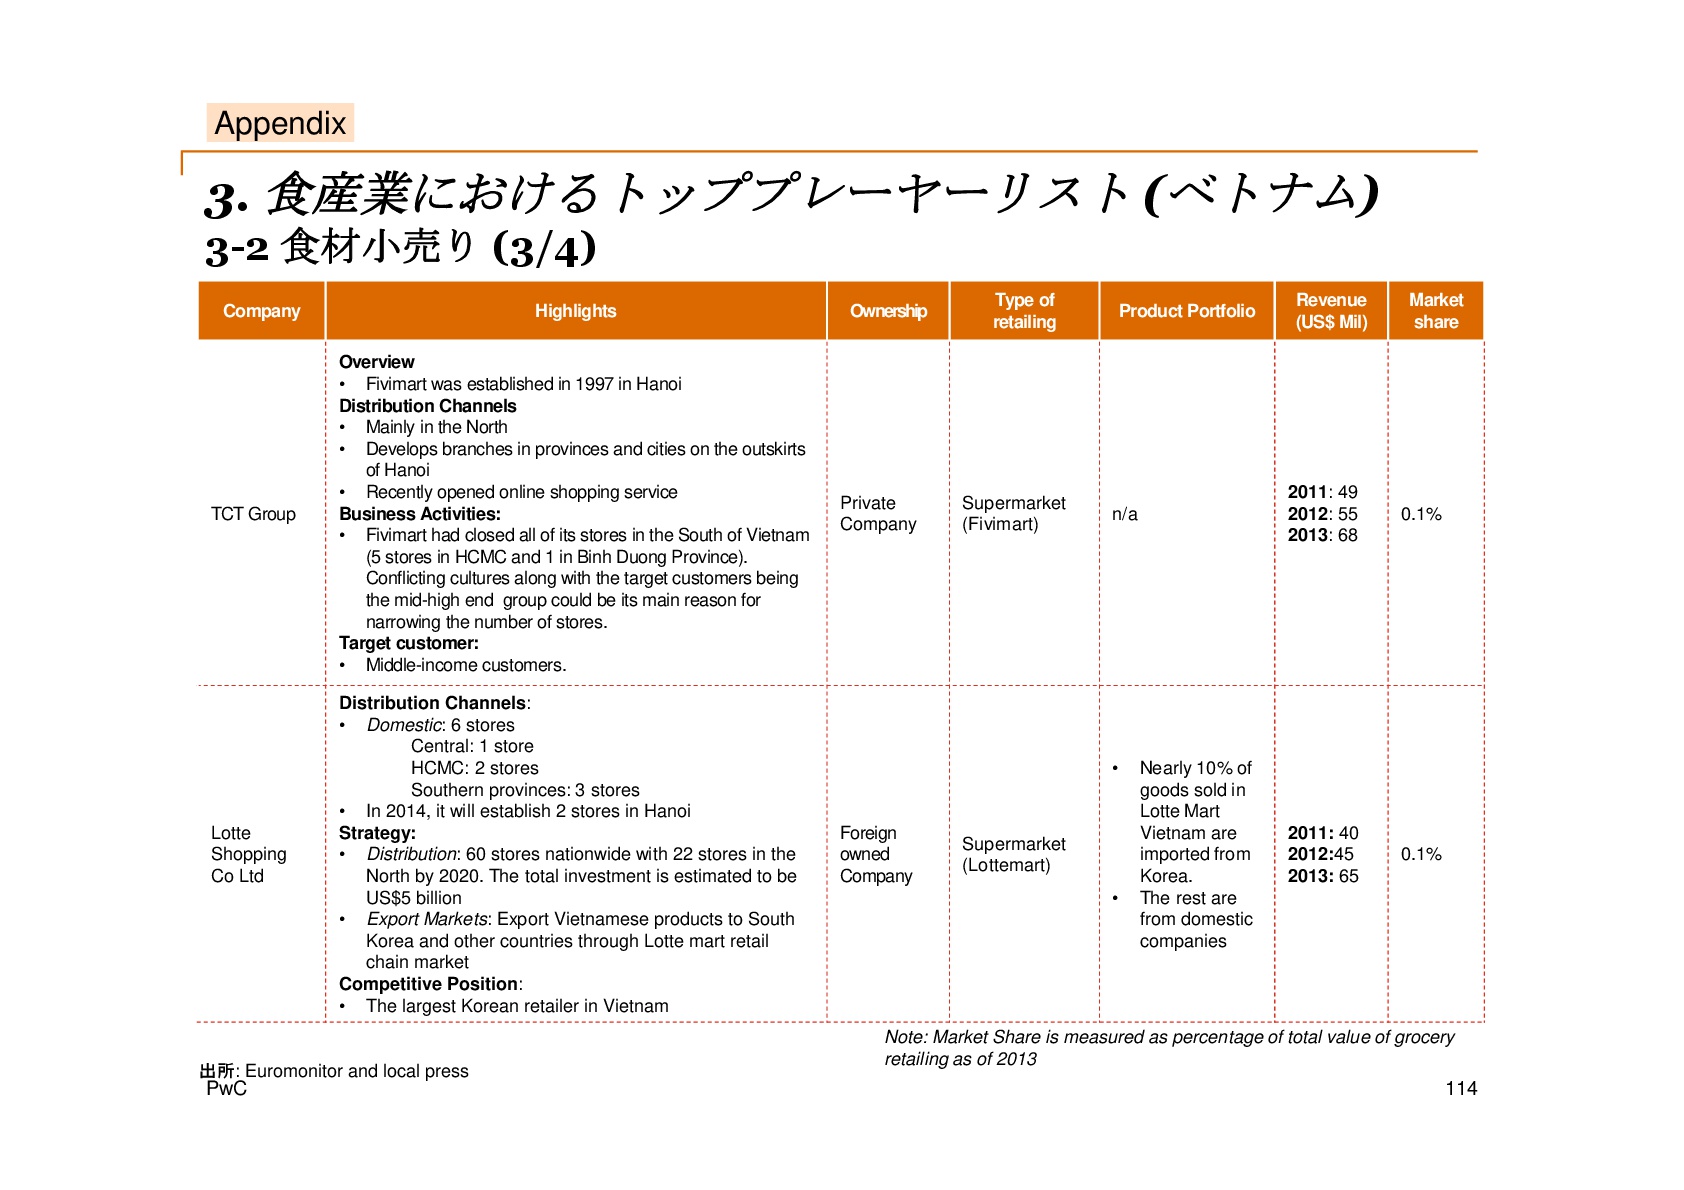 Appendix
3. 食産業におけるトッププレーヤーリスト(ベトナム)
3-2 食材小売り (3/4)
Company
Highlights
Ownership
Type of
retailing
Product Portfolio
Revenue
(US$ Mil)
Market
share
TCT Group
Overview
• Fivimart was established in 1997 in Hanoi
Distribution Channels
• Mainly in the North
• Develops branches in provinces and cities on the outskirts
of Hanoi
• Recently opened online shopping service
Business Activities:
• Fivimart had closed all of its stores in the South of Vietnam
(5 stores in HCMC and 1 in Binh Duong Province).
Conflicting cultures along with the target customers being
the mid-high end group could be its main reason for
narrowing the number of stores.
Target customer:
• Middle-income customers.
Private
Company
Supermarket
(Fivimart)
n/a
2011: 49
2012: 55
2013: 68
0.1%
Lotte
Shopping
Co Ltd
Distribution Channels:
• Domestic: 6 stores
Central: 1 store
HCMC: 2 stores
Southern provinces: 3 stores
• In 2014, it will establish 2 stores in Hanoi
Strategy:
• Distribution: 60 stores nationwide with 22 stores in the
North by 2020. The total investment is estimated to be
US$5 billion
• Export Markets: Export Vietnamese products to South
Korea and other countries through Lotte mart retail
chain market
Competitive Position:
• The largest Korean retailer in Vietnam
Foreign
owned
Company
Supermarket
(Lottemart)
• Nearly 10% of
goods sold in
Lotte Mart
Vietnam are
imported from
Korea.
• The rest are
from domestic
companies
2011: 40
2012:45
2013: 65
0.1%
Note: Market Share is measured as percentage of total value of grocery
retailing as of 2013
出所: Euromonitor and local press
PwC
114